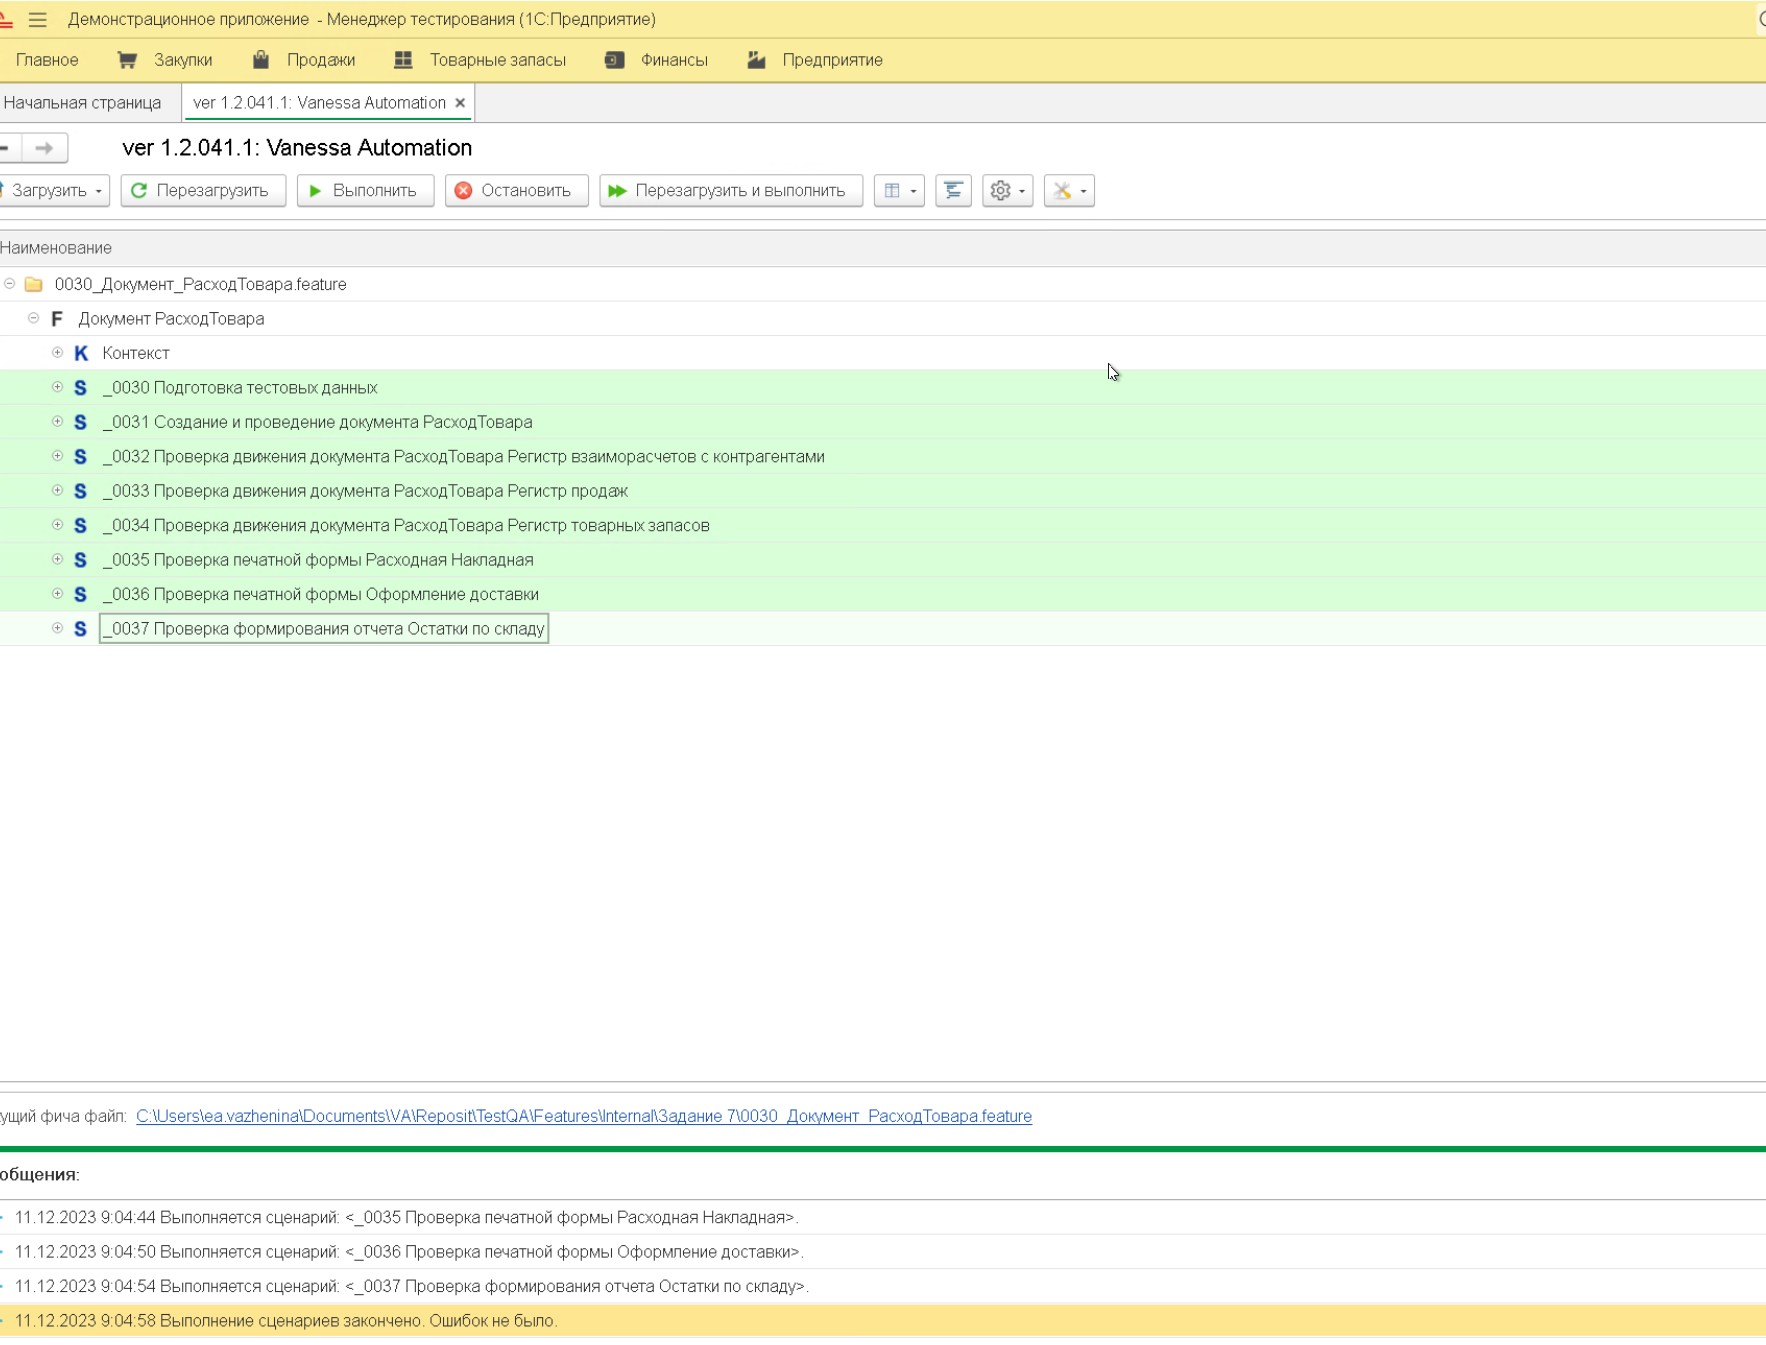 Демонстрационное приложение - Менеджер тестирования (1С:Предприятие)
Главное Закупки Продажи Товарные запасы Финансы Предприятие
Начальная страница ver 1.2.041.1: Vanessa Automation
ver 1.2.041.1: Vanessa Automation
Загрузить Перезагрузить Выполнить Остановить Перезагрузить и выполнить
Наименование
0030_Документ_РасходТовара.feature
F Документ РасходТовара
K Контекст
S _0030 Подготовка тестовых данных
S _0031 Создание и проведение документа РасходТовара
S _0032 Проверка движения документа РасходТовара Регистр взаиморасчетов с контрагентами
S _0033 Проверка движения документа РасходТовара Регистр продаж
S _0034 Проверка движения документа РасходТовара Регистр товарных запасов
S _0035 Проверка печатной формы Расходная Накладная
S _0036 Проверка печатной формы Оформление доставки
S _0037 Проверка формирования отчета Остатки по складу
ущий фича файл: C:\Users\ea.vazhenina\Documents\VA\Reposit\TestQA\Features\Internal\Задание 7\0030_Документ_РасходТовара.feature
общения:
11.12.2023 9:04:44 Выполняется сценарий: <_0035 Проверка печатной формы Расходная Накладная>.
11.12.2023 9:04:50 Выполняется сценарий: <_0036 Проверка печатной формы Оформление доставки>.
11.12.2023 9:04:54 Выполняется сценарий: <_0037 Проверка формирования отчета Остатки по складу>.
11.12.2023 9:04:58 Выполнение сценариев закончено. Ошибок не было.